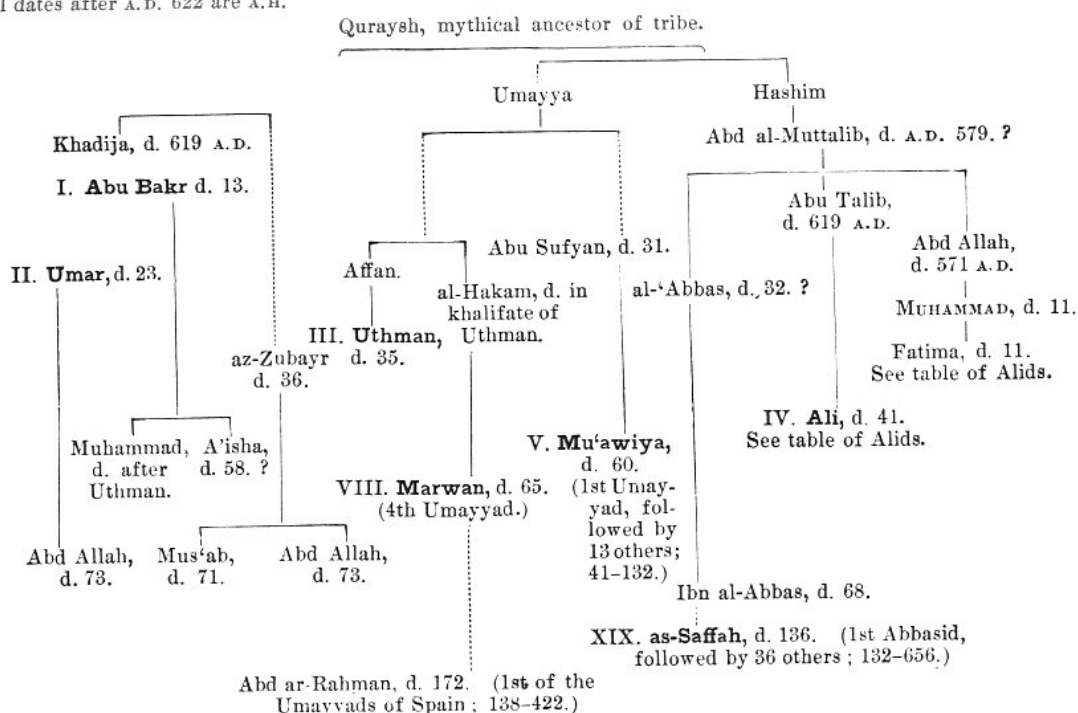 l dates after A.D. 622 are A.H.
Quraysh, mythical ancestor of tribe.
Umayya
Hashim
Khadija, d. 619 A.D.
Abd al-Muttalib, d. A.D. 579. ?
I. Abu Bakr d. 13.
Abu Talib,
d. 619 A.D.
Abd Allah,
d. 571 A.D.
II. Umar, d. 23.
Affan.
Abu Sufyan, d. 31.
al-Hakam, d. in
khalifate of
Uthman.
al-‘Abbas, d. 32. ?
MUHAMMAD, d. 11.
III. Uthman,
d. 35.
az-Zubayr
d. 36.
Fatima, d. 11.
See table of Alids.
IV. Ali, d. 41.
See table of Alids.
Muhammad,
d. after
Uthman.
A'isha,
d. 58. ?
V. Mu‘awiya,
d. 60.
(1st Umay-
yad, fol-
lowed by
13 others;
41–132.)
VIII. Marwan, d. 65.
(4th Umayyad.)
Abd Allah,
d. 73.
Mus‘ab,
d. 71.
Abd Allah,
d. 73.
Ibn al-Abbas, d. 68.
XIX. as-Saffah, d. 136. (1st Abbasid,
followed by 36 others ; 132–656.)
Abd ar-Rahman, d. 172. (1st of the
Umayyads of Spain ; 138–422.)